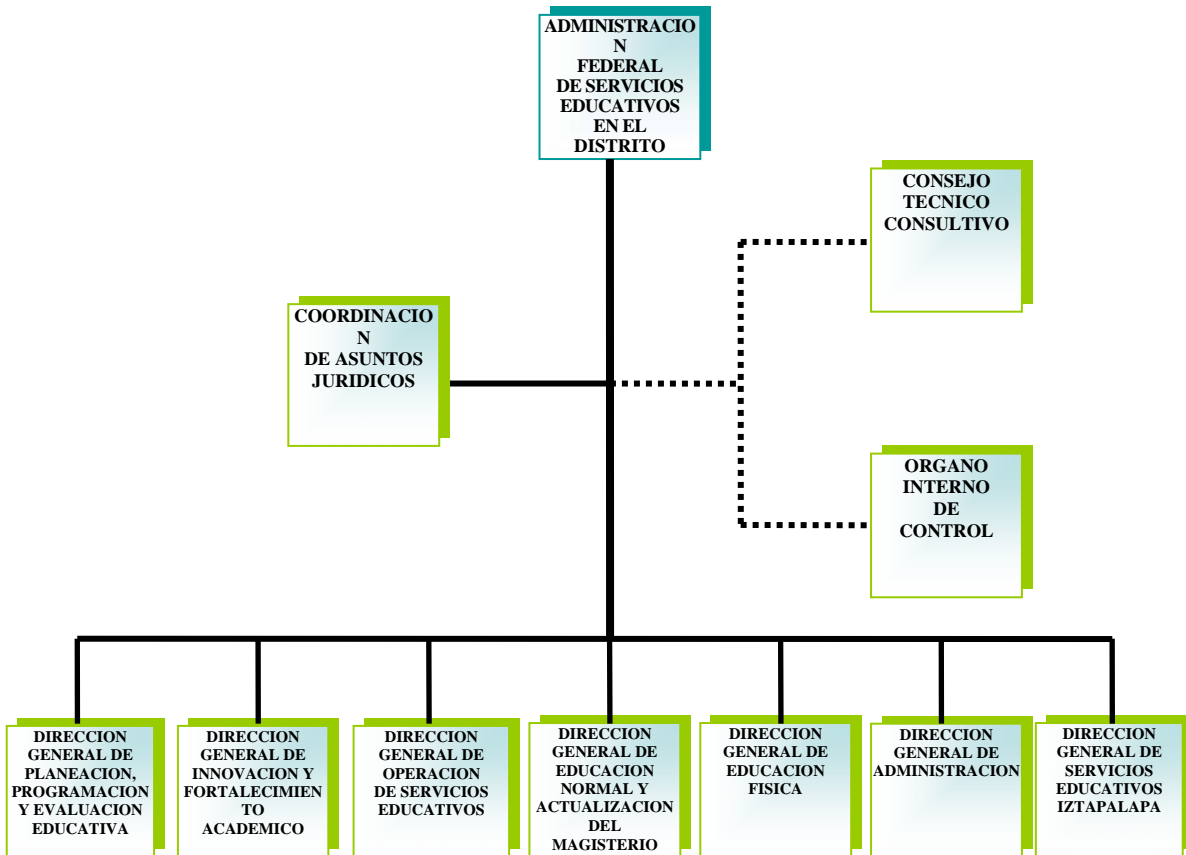 ADMINISTRACIO
N
FEDERAL
DE SERVICIOS
EDUCATIVOS
EN EL
DISTRITO
CONSEJO
TECNICO
CONSULTIVO
COORDINACIO
N
DE ASUNTOS
JURIDICOS
ORGANO
INTERNO
DE
CONTROL
DIRECCION
GENERAL DE
PLANEACION,
PROGRAMACION
Y EVALUACION
EDUCATIVA
DIRECCION
GENERAL DE
INNOVACION Y
FORTALECIMIEN
TO
ACADEMICO
DIRECCION
GENERAL DE
OPERACION
DE SERVICIOS
EDUCATIVOS
DIRECCION
GENERAL DE
EDUCACION
NORMAL Y
ACTUALIZACION
DEL
MAGISTERIO
DIRECCION
GENERAL DE
EDUCACION
FISICA
DIRECCION
GENERAL DE
ADMINISTRACION
DIRECCION
GENERAL DE
SERVICIOS
EDUCATIVOS
IZTAPALAPA